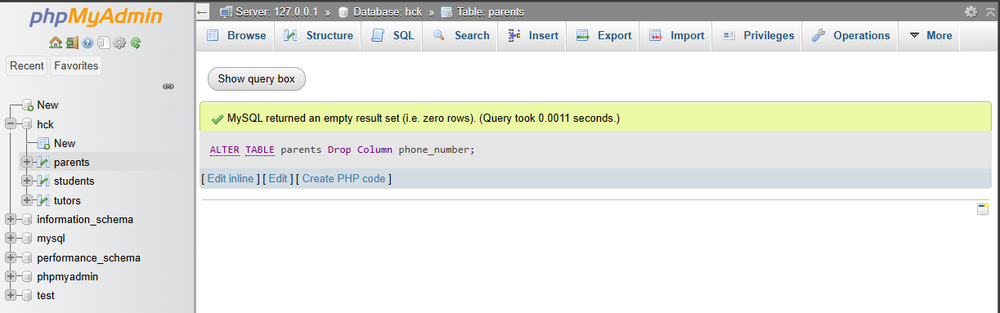 phpMyAdmin
Recent Favorites
New
hck
New
parents
students
tutors
information_schema
mysql
performance_schema
phpmyadmin
test
Server: 127.0.0.1 » Database: hck » Table: parents
Browse Structure SQL Search Insert Export Import Privileges Operations More
Show query box
MySQL returned an empty result set (i.e. zero rows). (Query took 0.0011 seconds.)
ALTER TABLE parents Drop Column phone_number;
[ Edit inline ] [ Edit ] [ Create PHP code ]